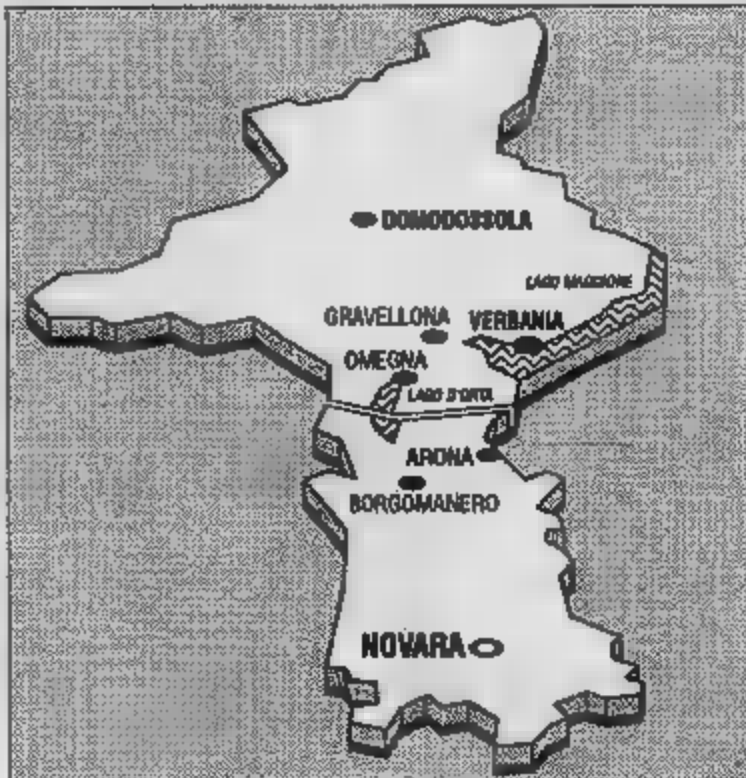 DOMODOSSOLA
LAGO MAGGIORE
GRAVELLONA
VERBANIA
OMEGNA
LAGO D'ORTA
ARONA
BORGOMANERO
NOVARA